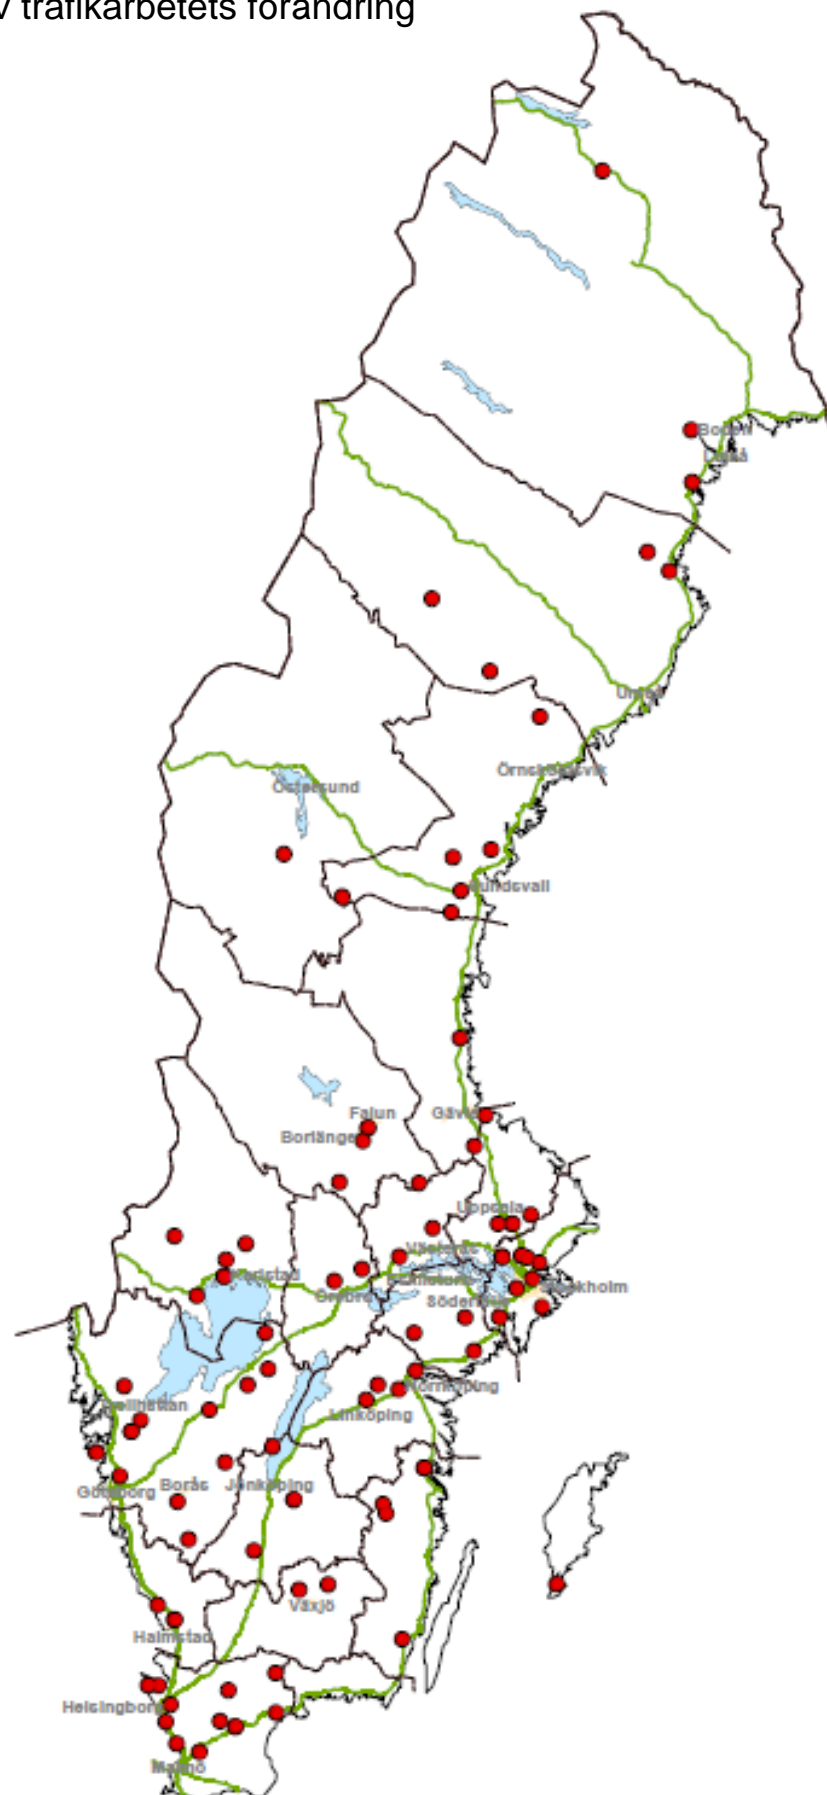 v trafikarbetets förändring
Boden
Luleå
Umeå
Örnsköldsvik
Östersund
Sundsvall
Falun
Gävle
Borlänge
Uppsala
Västerås
Karlstad
Eskilstuna
Stockholm
Örebro
Södertälje
Norrköping
Trollhättan
Linköping
Borås
Jönköping
Göteborg
Växjö
Halmstad
Helsingborg
Malmö